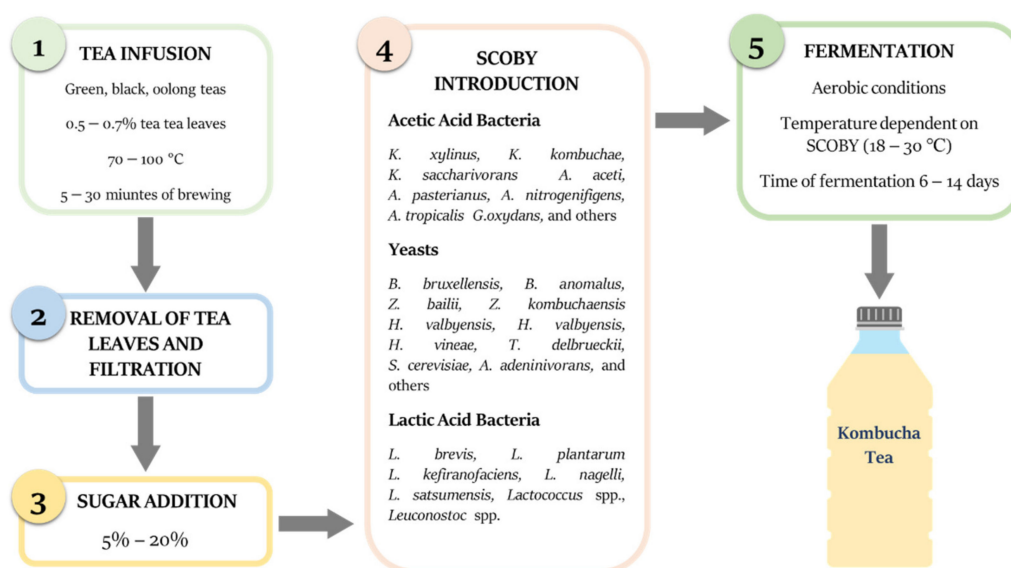 1
TEA INFUSION
Green, black, oolong teas
0.5 – 0.7% tea tea leaves
70 – 100 °C
5 – 30 miuntes of brewing
2
REMOVAL OF TEA
LEAVES AND
FILTRATION
3
SUGAR ADDITION
5% – 20%
4
SCOBY
INTRODUCTION
Acetic Acid Bacteria
K. xylinus, K. kombuchae,
K. saccharivorans A. aceti,
A. pasterianus, A. nitrogenifigens,
A. tropicalis G.oxydans, and others
Yeasts
B. bruxellensis, B. anomalus,
Z. bailii, Z. kombuchaensis
H. valbyensis, H. valbyensis,
H. vineae, T. delbrueckii,
S. cerevisiae, A. adeninivorans, and
others
Lactic Acid Bacteria
L. brevis, L. plantarum
L. kefiranofaciens, L. nagelli,
L. satsumensis, Lactococcus spp.,
Leuconostoc spp.
5
FERMENTATION
Aerobic conditions
Temperature dependent on
SCOBY (18 – 30 °C)
Time of fermentation 6 – 14 days
Kombucha
Tea